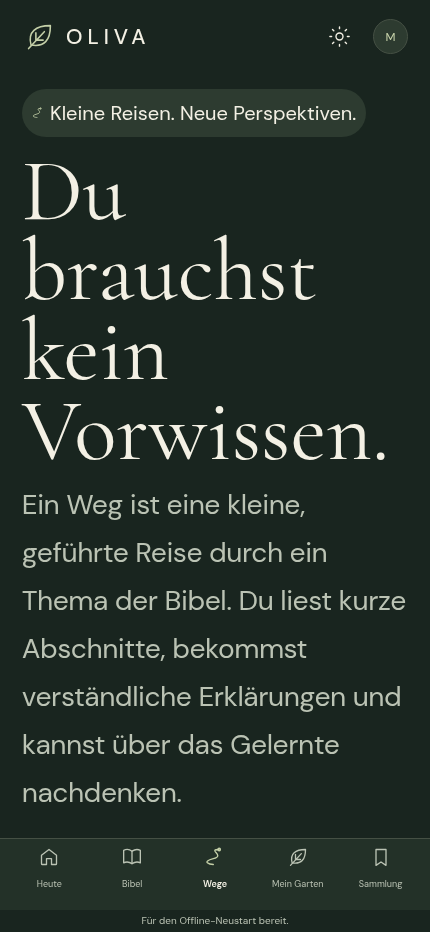 OLIVA
M
Kleine Reisen. Neue Perspektiven.
Du
brauchst
kein
Vorwissen.
Ein Weg ist eine kleine,
geführte Reise durch ein
Thema der Bibel. Du liest kurze
Abschnitte, bekommst
verständliche Erklärungen und
kannst über das Gelernte
nachdenken.
Heute
Bibel
Wege
Mein Garten
Sammlung
Für den Offline-Neustart bereit.